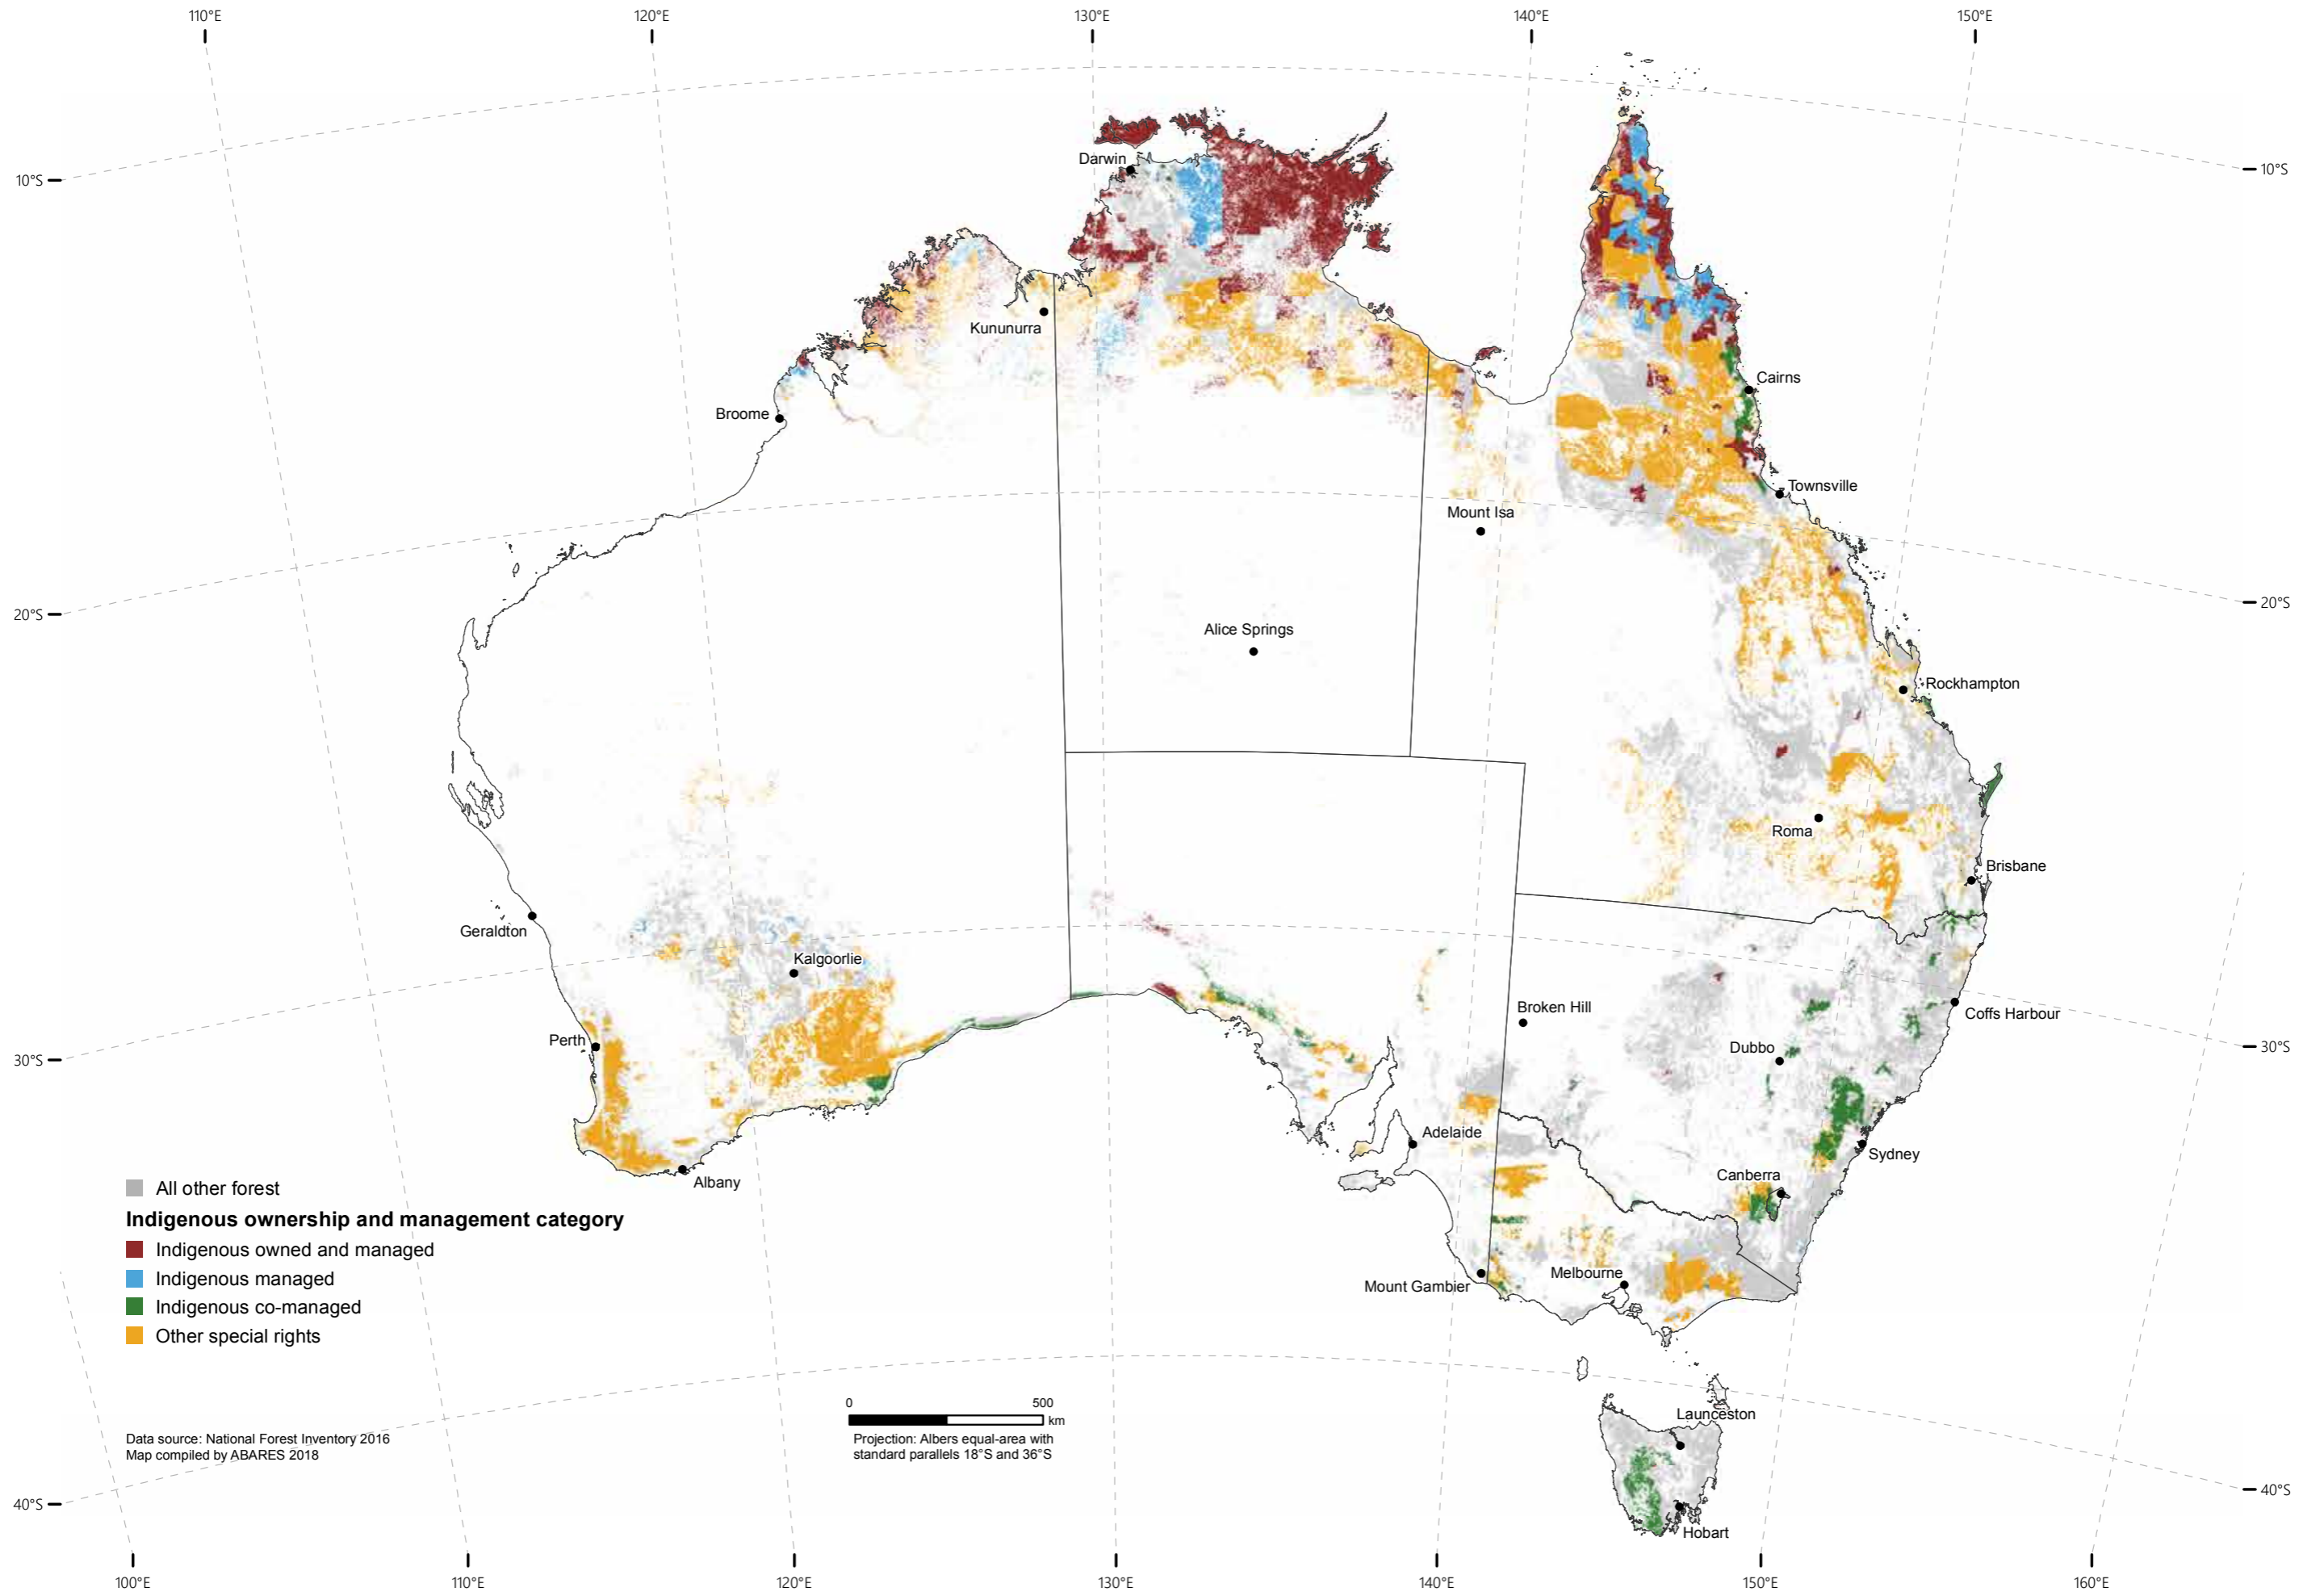 110°E
120°E
130°E
140°E
150°E
10°S
10°S
Darwin
Kununurra
Cairns
Broome
Townsville
Mount Isa
20°S
20°S
Alice Springs
Rockhampton
Roma
Brisbane
Geraldton
Kalgoorlie
Broken Hill
Coffs Harbour
Perth
Dubbo
30°S
30°S
Adelaide
Sydney
Albany
Canberra
All other forest
Indigenous ownership and management category
Indigenous owned and managed
Indigenous managed
Indigenous co-managed
Other special rights
Mount Gambier
Melbourne
0 500
km
Projection: Albers equal-area with
standard parallels 18°S and 36°S
Launceston
Data source: National Forest Inventory 2016
Map compiled by ABARES 2018
40°S
40°S
Hobart
100°E
110°E
120°E
130°E
140°E
150°E
160°E